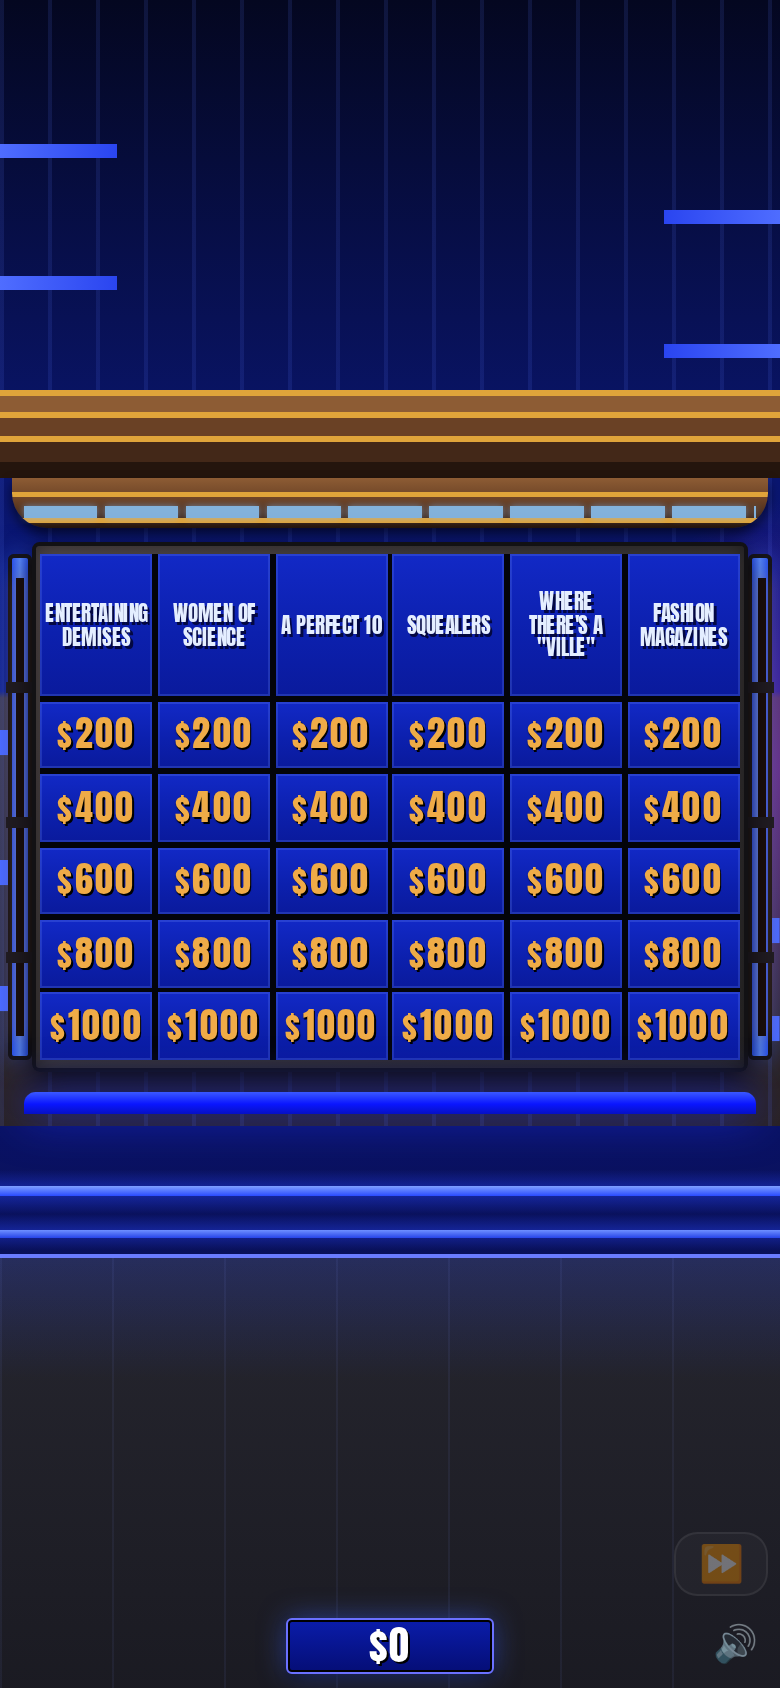 ENTERTAINING
DEMISES
WOMEN OF
SCIENCE
A PERFECT 10
SQUEALERS
WHERE
THERE'S A
"VILLE"
FASHION
MAGAZINES
$200 $200 $200 $200 $200 $200
$400 $400 $400 $400 $400 $400
$600 $600 $600 $600 $600 $600
$800 $800 $800 $800 $800 $800
$1000 $1000 $1000 $1000 $1000 $1000
$0